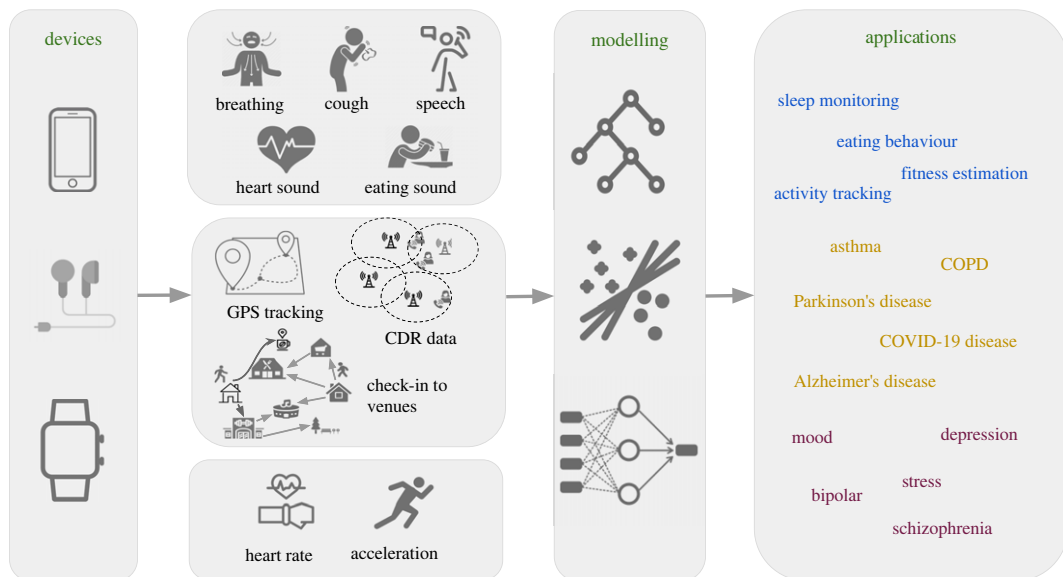 devices
breathing
cough
speech
heart sound
eating sound
GPS tracking
CDR data
check-in to
venues
heart rate
acceleration
modelling
applications
sleep monitoring
eating behaviour
fitness estimation
activity tracking
asthma
COPD
Parkinson's disease
COVID-19 disease
Alzheimer's disease
mood
depression
stress
bipolar
schizophrenia